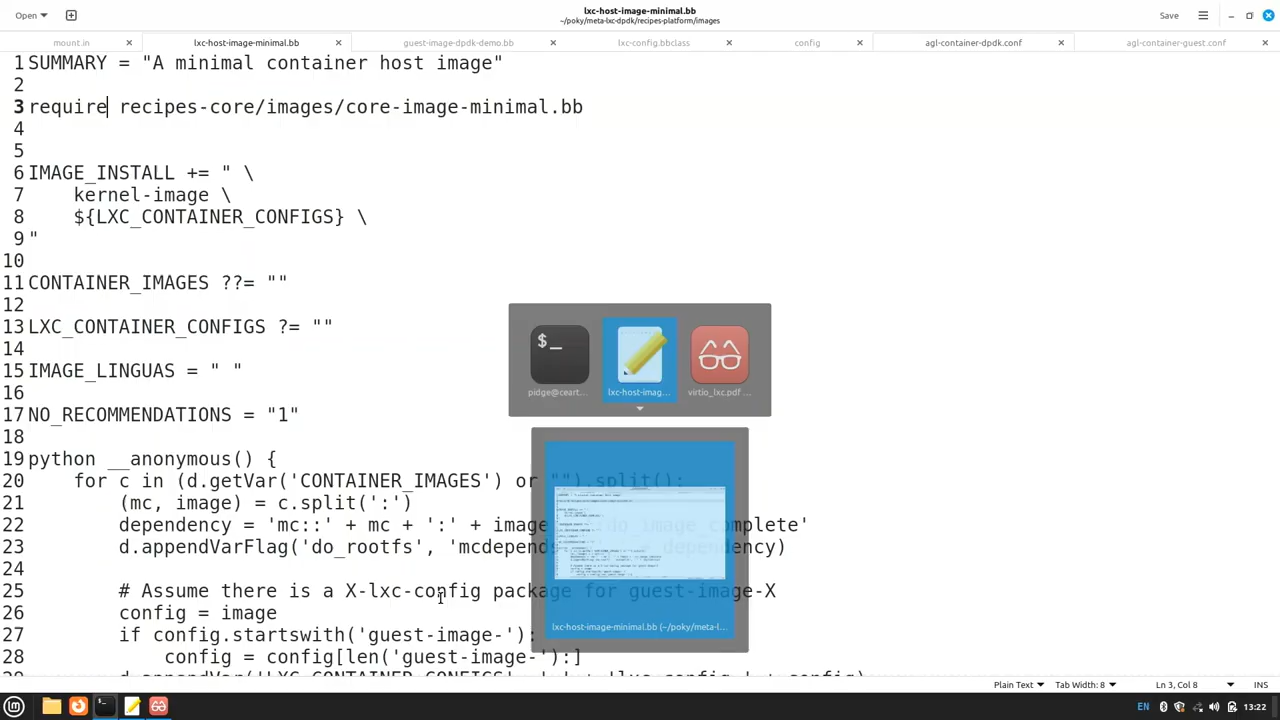 Open
lxc-host-image-minimal.bb
~/poky/meta-lxc-dpdk/recipes-platform/images
Save
mount.in
lxc-host-image-minimal.bb
guest-image-dpdk-demo.bb
lxc-config.bbclass
config
agl-container-dpdk.conf
agl-container-guest.conf
1 SUMMARY = "A minimal container host image"
2
3 require recipes-core/images/core-image-minimal.bb
4
5
6 IMAGE_INSTALL += " \
7     kernel-image \
8     ${LXC_CONTAINER_CONFIGS} \
9 "
10
11 CONTAINER_IMAGES ??= ""
12
13 LXC_CONTAINER_CONFIGS ?= ""
14
15 IMAGE_LINGUAS = " "
16
17 NO_RECOMMENDATIONS = "1"
18
19 python __anonymous() {
20     for c in (d.getVar('CONTAINER_IMAGES') or "").split():
21         (mc, image) = c.split(':')
22         dependency = 'mc::' + mc + ':' + image do_image_complete'
23         d.appendVarFlag('do_rootfs', 'mcdepends dependency)
24
25         # Assume there is a X-lxc-config package for guest-image-X
26         config = image
27         if config.startswith('guest-image-'):
28             config = config[len('guest-image-'):]
$_
pidge@ceart...
lxc-host-imag...
virtio_lxc.pdf ...
lxc-host-image-minimal.bb (~/poky/meta-l...
Plain Text
Tab Width: 8
Ln 3, Col 8
INS
EN
13:22